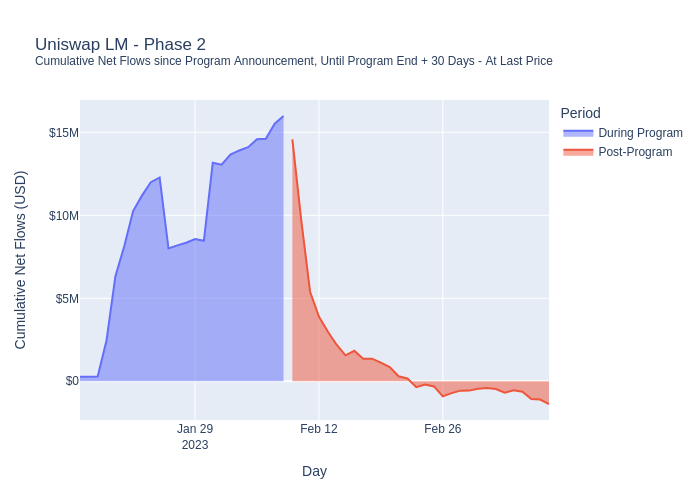 Uniswap LM - Phase 2
Cumulative Net Flows since Program Announcement, Until Program End + 30 Days - At Last Price
Period
During Program
Post-Program
$15M
$10M
$5M
$0
Cumulative Net Flows (USD)
Jan 29
2023
Feb 12
Feb 26
Day